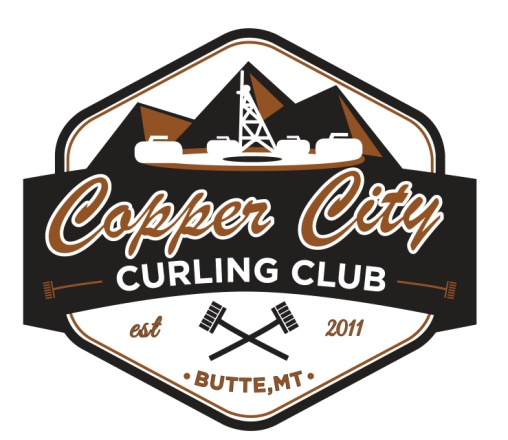 Copper City
CURLING CLUB
est 2011
• BUTTE, MT •